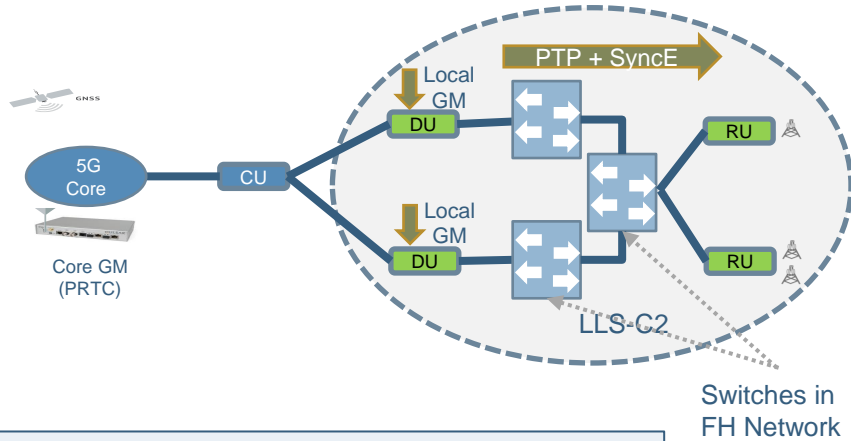 PTP + SyncE
Local
GM
DU
GNSS
RU
5G
Core
CU
Local
GM
DU
RU
Core GM
(PRTC)
LLS-C2
Switches in
FH Network